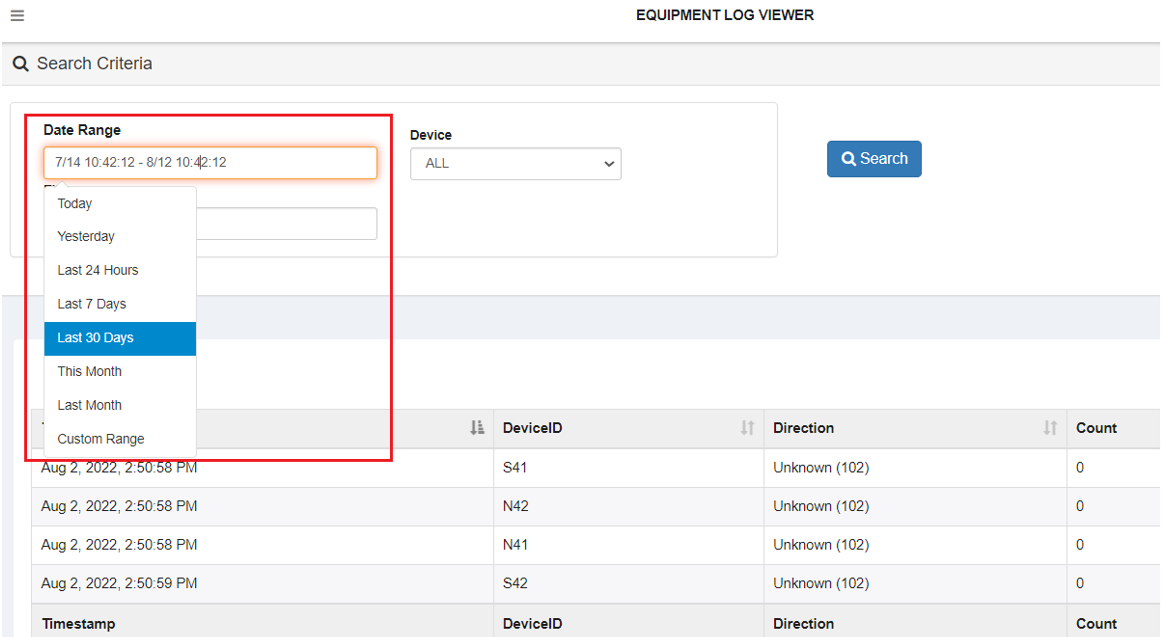 EQUIPMENT LOG VIEWER
Search Criteria
Date Range
7/14 10:42:12 - 8/12 10:42:12
Device
ALL
Search
Today
Yesterday
Last 24 Hours
Last 7 Days
Last 30 Days
This Month
Last Month
Custom Range
DeviceID Direction Count
Aug 2, 2022, 2:50:58 PM S41 Unknown (102) 0
Aug 2, 2022, 2:50:58 PM N42 Unknown (102) 0
Aug 2, 2022, 2:50:58 PM N41 Unknown (102) 0
Aug 2, 2022, 2:50:59 PM S42 Unknown (102) 0
Timestamp DeviceID Direction Count